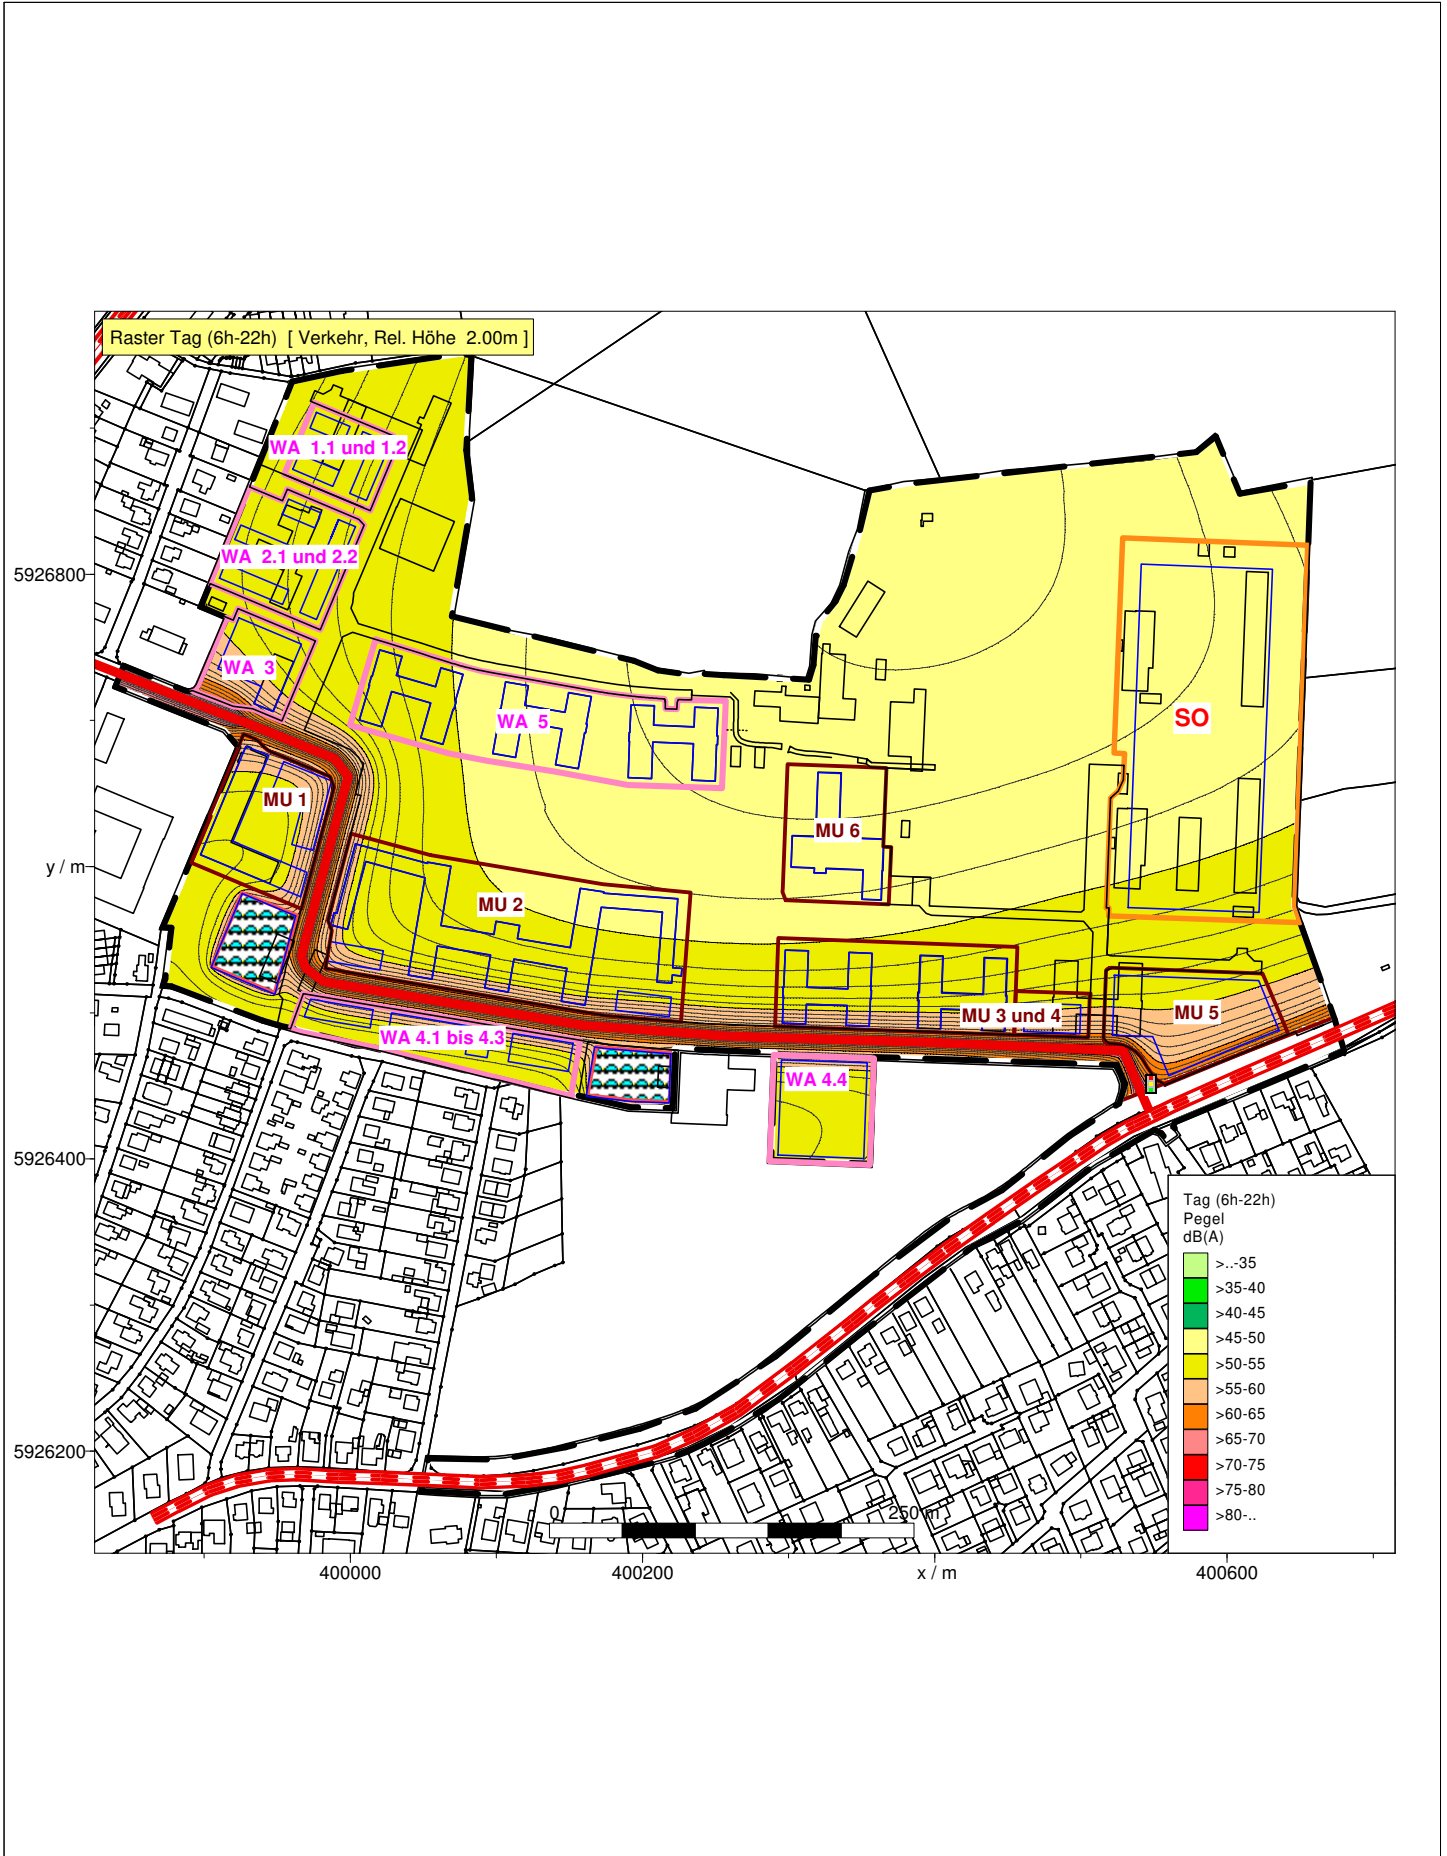 Raster Tag (6h-22h) [ Verkehr, Rel. Höhe 2.00m ]
WA 1.1 und 1.2
WA 2.1 und 2.2
5926800
WA 3
WA 5
SO
MU 1
MU 6
y / m
MU 2
MU 3 und 4
MU 5
WA 4.1 bis 4.3
WA 4.4
5926400
Tag (6h-22h)
Pegel
dB(A)
>..-35
>35-40
>40-45
>45-50
>50-55
>55-60
>60-65
>65-70
>70-75
>75-80
>80-..
5926200
0
250 m
400000
400200
x / m
400600